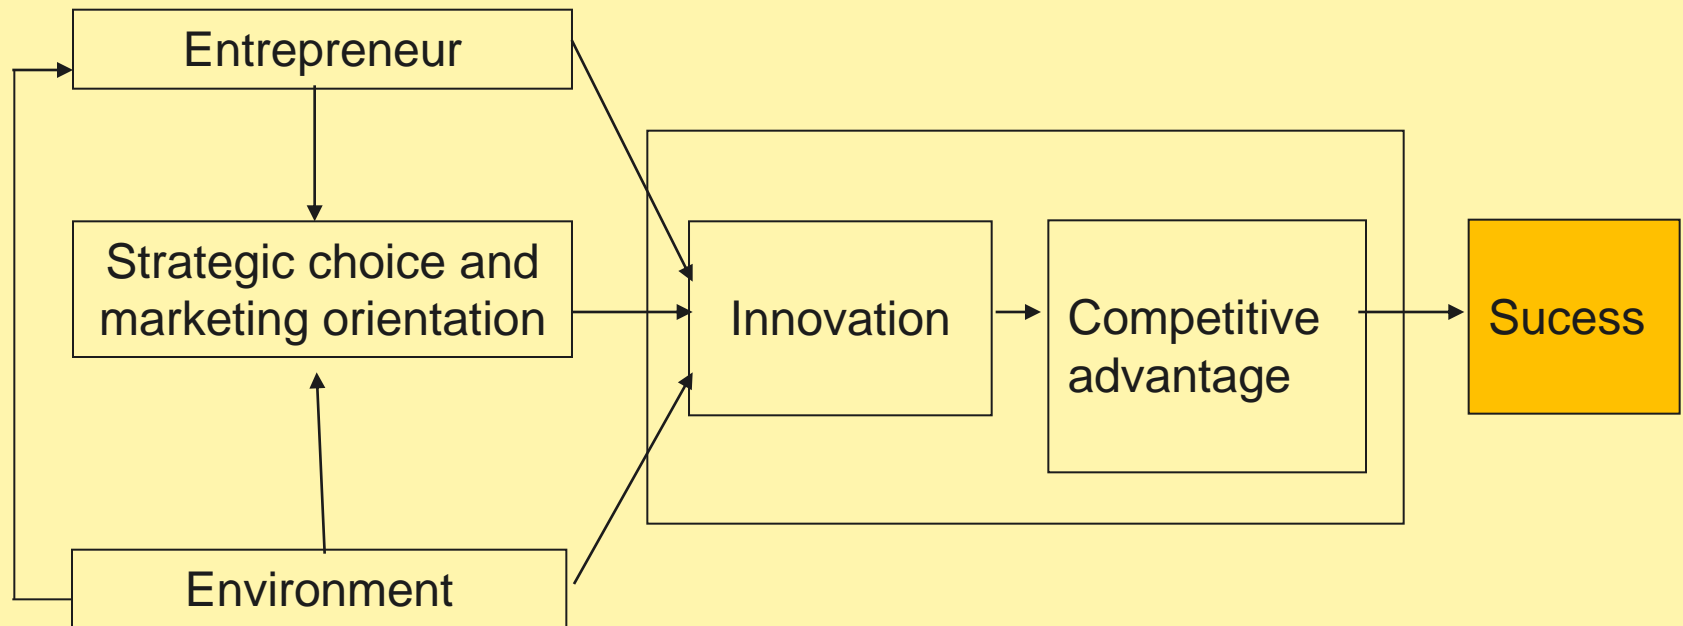 Entrepreneur
Strategic choice and
marketing orientation
Innovation
Competitive
advantage
Sucess
Environment